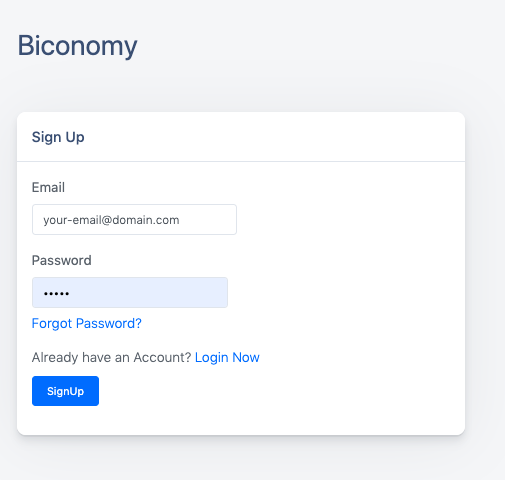 Biconomy
Sign Up
Email
your-email@domain.com
Password
•••••
Forgot Password?
Already have an Account? Login Now
SignUp